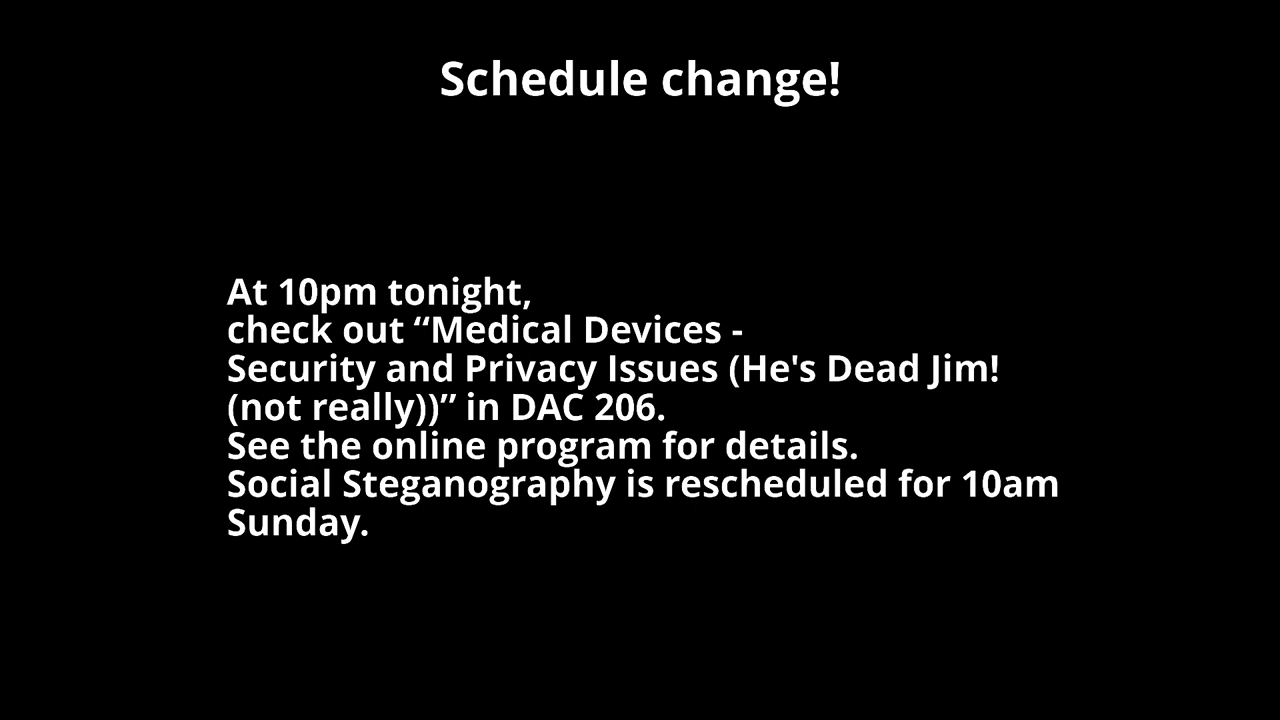 Schedule change!
At 10pm tonight,
check out “Medical Devices -
Security and Privacy Issues (He's Dead Jim!
(not really))” in DAC 206.
See the online program for details.
Social Steganography is rescheduled for 10am
Sunday.